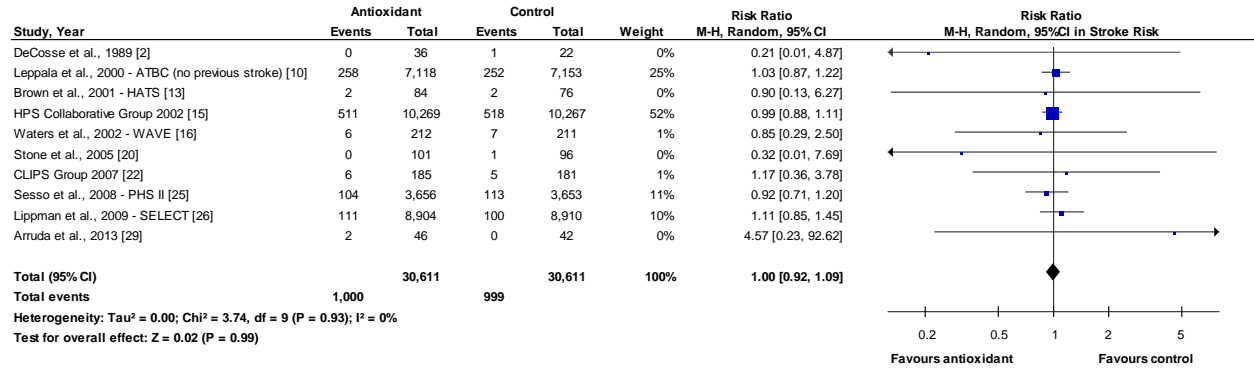 Antioxidant Control Risk Ratio Risk Ratio
Study, Year Events Total Events Total Weight M-H, Random, 95% CI M-H, Random, 95%CI in Stroke Risk
DeCosse et al., 1989 [2] 0 36 1 22 0% 0.21 [0.01, 4.87]
Leppala et al., 2000 - ATBC (no previous stroke) [10] 258 7,118 252 7,153 25% 1.03 [0.87, 1.22]
Brown et al., 2001 - HATS [13] 2 84 2 76 0% 0.90 [0.13, 6.27]
HPS Collaborative Group 2002 [15] 511 10,269 518 10,267 52% 0.99 [0.88, 1.11]
Waters et al., 2002 - WAVE [16] 6 212 7 211 1% 0.85 [0.29, 2.50]
Stone et al., 2005 [20] 0 101 1 96 0% 0.32 [0.01, 7.69]
CLIPS Group 2007 [22] 6 185 5 181 1% 1.17 [0.36, 3.78]
Sesso et al., 2008 - PHS II [25] 104 3,656 113 3,653 11% 0.92 [0.71, 1.20]
Lippman et al., 2009 - SELECT [26] 111 8,904 100 8,910 10% 1.11 [0.85, 1.45]
Arruda et al., 2013 [29] 2 46 0 42 0% 4.57 [0.23, 92.62]
Total (95% CI) 30,611 30,611 100% 1.00 [0.92, 1.09]
Total events 1,000 999
Heterogeneity: Tau² = 0.00; Chi² = 3.74, df = 9 (P = 0.93); I² = 0%
Test for overall effect: Z = 0.02 (P = 0.99)
0.2 0.5 1 2 5
Favours antioxidant Favours control